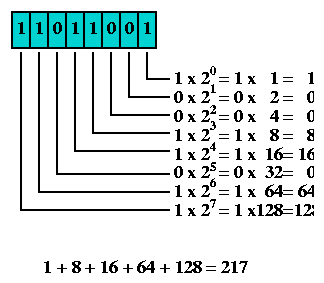 1 1 0 1 1 0 0 1
1 x 2⁰ = 1 x 1 = 1
0 x 2¹ = 0 x 2 = 0
0 x 2² = 0 x 4 = 0
1 x 2³ = 1 x 8 = 8
1 x 2⁴ = 1 x 16 = 16
0 x 2⁵ = 0 x 32 = 0
1 x 2⁶ = 1 x 64 = 64
1 x 2⁷ = 1 x 128 = 128
1 + 8 + 16 + 64 + 128 = 217